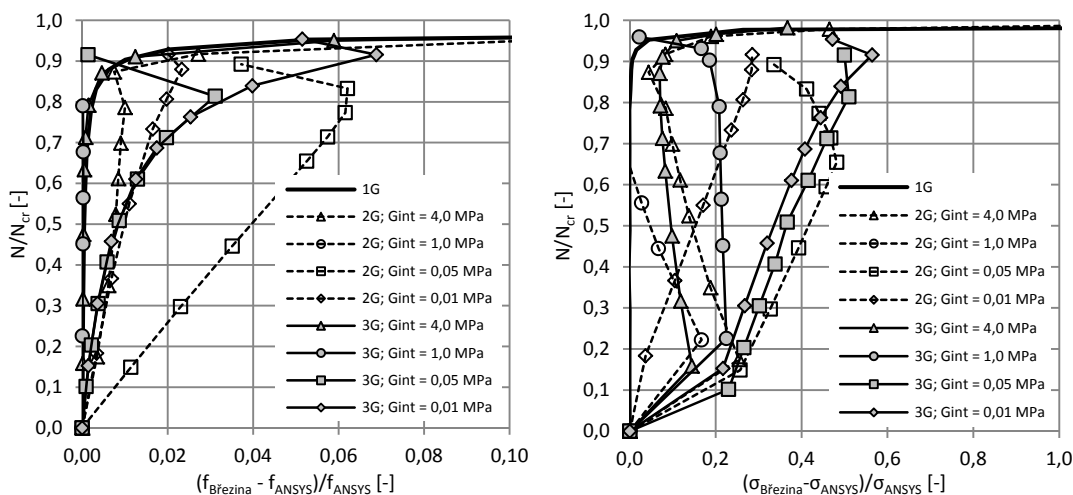 1,0
0,9
0,8
0,7
0,6
0,5
0,4
0,3
0,2
0,1
0,0
N/Ncr [-]
1G
2G; Gint = 4,0 MPa
2G; Gint = 1,0 MPa
2G; Gint = 0,05 MPa
2G; Gint = 0,01 MPa
3G; Gint = 4,0 MPa
3G; Gint = 1,0 MPa
3G; Gint = 0,05 MPa
3G; Gint = 0,01 MPa
0,00 0,02 0,04 0,06 0,08 0,10
(fBřezina - fANSYS)/fANSYS [-]
1,0
0,9
0,8
0,7
0,6
0,5
0,4
0,3
0,2
0,1
0,0
N/Ncr [-]
1G
2G; Gint = 4,0 MPa
2G; Gint = 1,0 MPa
2G; Gint = 0,05 MPa
2G; Gint = 0,01 MPa
3G; Gint = 4,0 MPa
3G; Gint = 1,0 MPa
3G; Gint = 0,05 MPa
3G; Gint = 0,01 MPa
0,0 0,2 0,4 0,6 0,8 1,0
(σBřezina-σANSYS)/σANSYS [-]